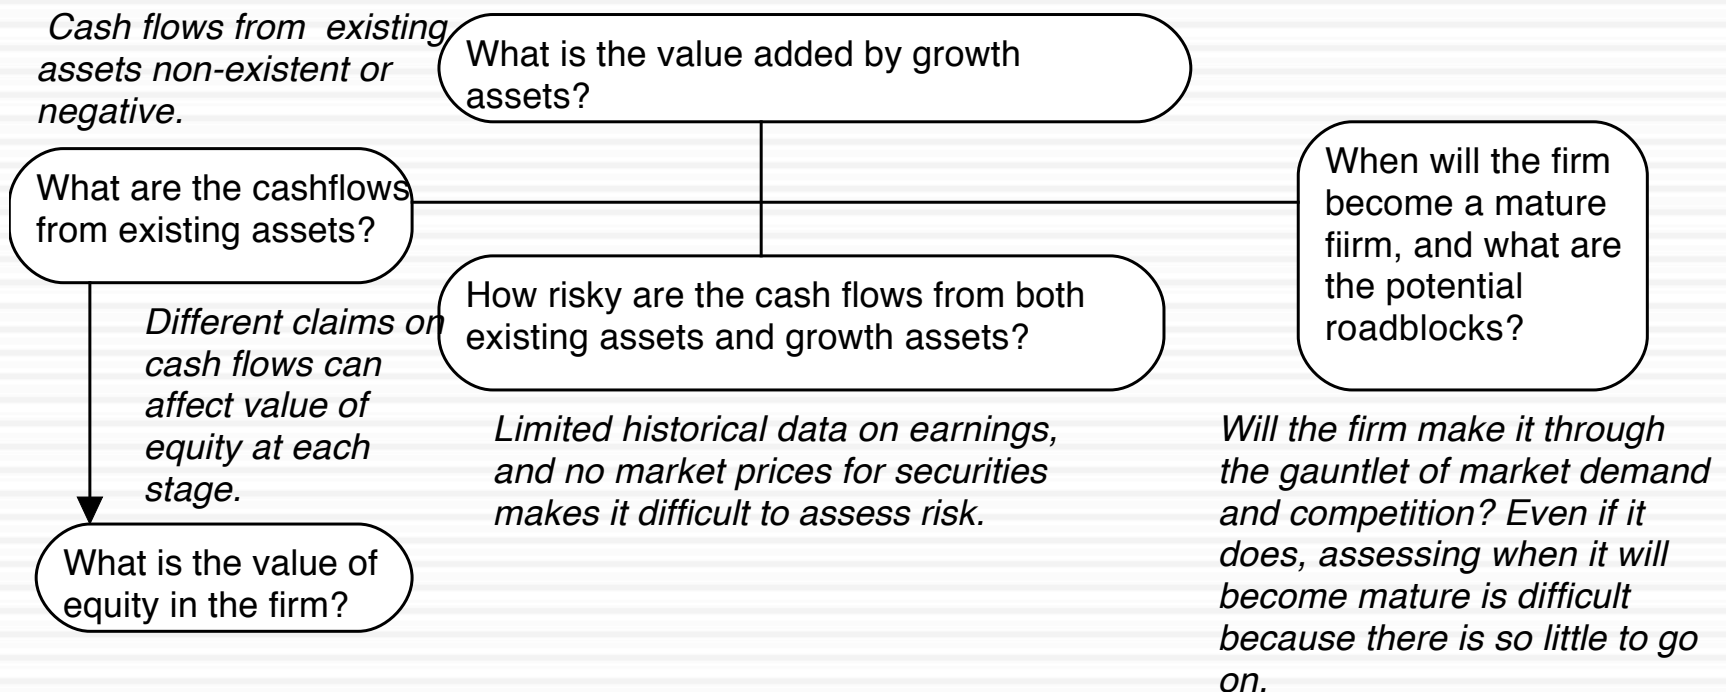 Cash flows from  existing
assets non-existent or
negative.
What is the value added by growth
assets?
What are the cashflows
from existing assets?
When will the firm
become a mature
fiirm, and what are
the potential
roadblocks?
How risky are the cash flows from both
existing assets and growth assets?
Different claims on
cash flows can
affect value of
equity at each
stage.
Limited historical data on earnings,
and no market prices for securities
makes it difficult to assess risk.
Will the firm make it through
the gauntlet of market demand
and competition? Even if it
does, assessing when it will
become mature is difficult
because there is so little to go
on.
What is the value of
equity in the firm?